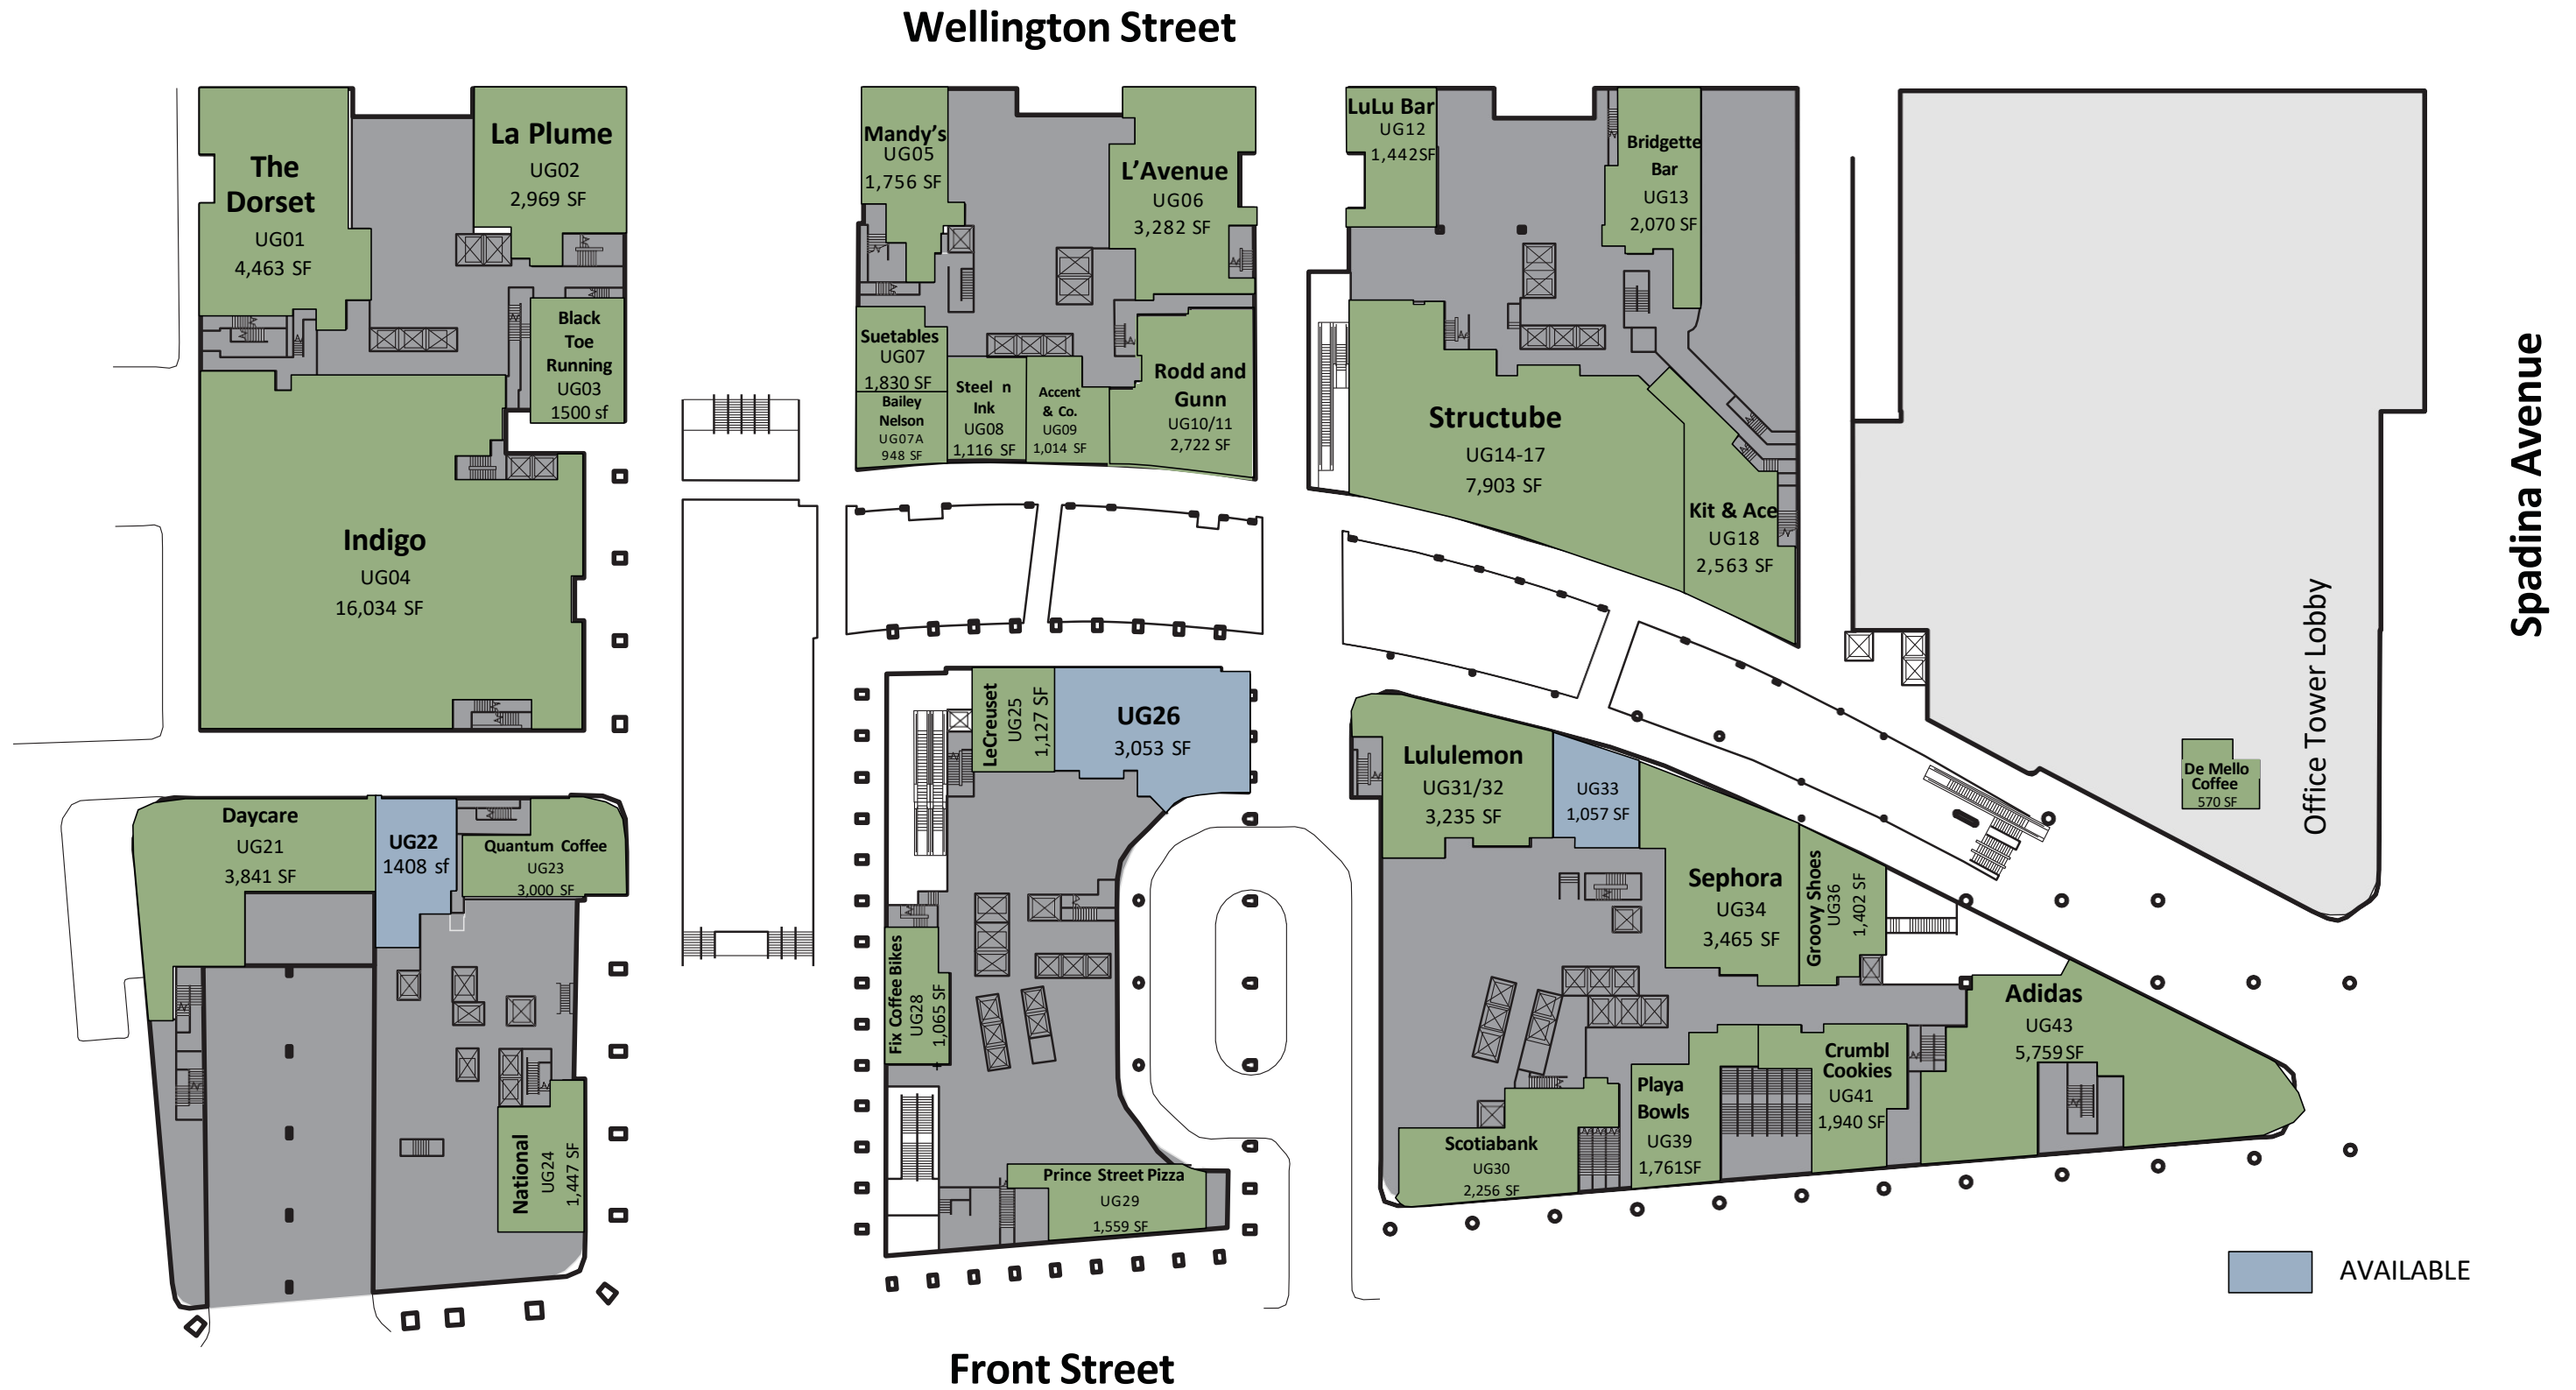 Wellington Street
The
Dorset
UG01
4,463 SF
La Plume
UG02
2,969 SF
Black
Toe
Running
UG03
1500 sf
Indigo
UG04
16,034 SF
Mandy's
UG05
1,756 SF
L'Avenue
UG06
3,282 SF
Suetables
UG07
1,830 SF
Bailey
Nelson
UG07A
948 SF
Steel n
Ink
UG08
1,116 SF
Accent
& Co.
UG09
1,014 SF
Rodd and
Gunn
UG10/11
2,722 SF
LuLu Bar
UG12
1,442SF
Bridgette
Bar
UG13
2,070 SF
Structube
UG14-17
7,903 SF
Kit & Ace
UG18
2,563 SF
Spadina Avenue
Office Tower Lobby
De Mello
Coffee
570 SF
Daycare
UG21
3,841 SF
UG22
1408 sf
Quantum Coffee
UG23
3,000 SF
National
UG24
1,447 SF
LeCreuset
UG25
1,127 SF
UG26
3,053 SF
Fix Coffee Bikes
UG28
1,065 SF
Prince Street Pizza
UG29
1,559 SF
Lululemon
UG31/32
3,235 SF
UG33
1,057 SF
Sephora
UG34
3,465 SF
Groovy Shoes
UG36
1,402 SF
Adidas
UG43
5,759 SF
Crumbl
Cookies
UG41
1,940 SF
Playa
Bowls
UG39
1,761SF
Scotiabank
UG30
2,256 SF
AVAILABLE
Front Street